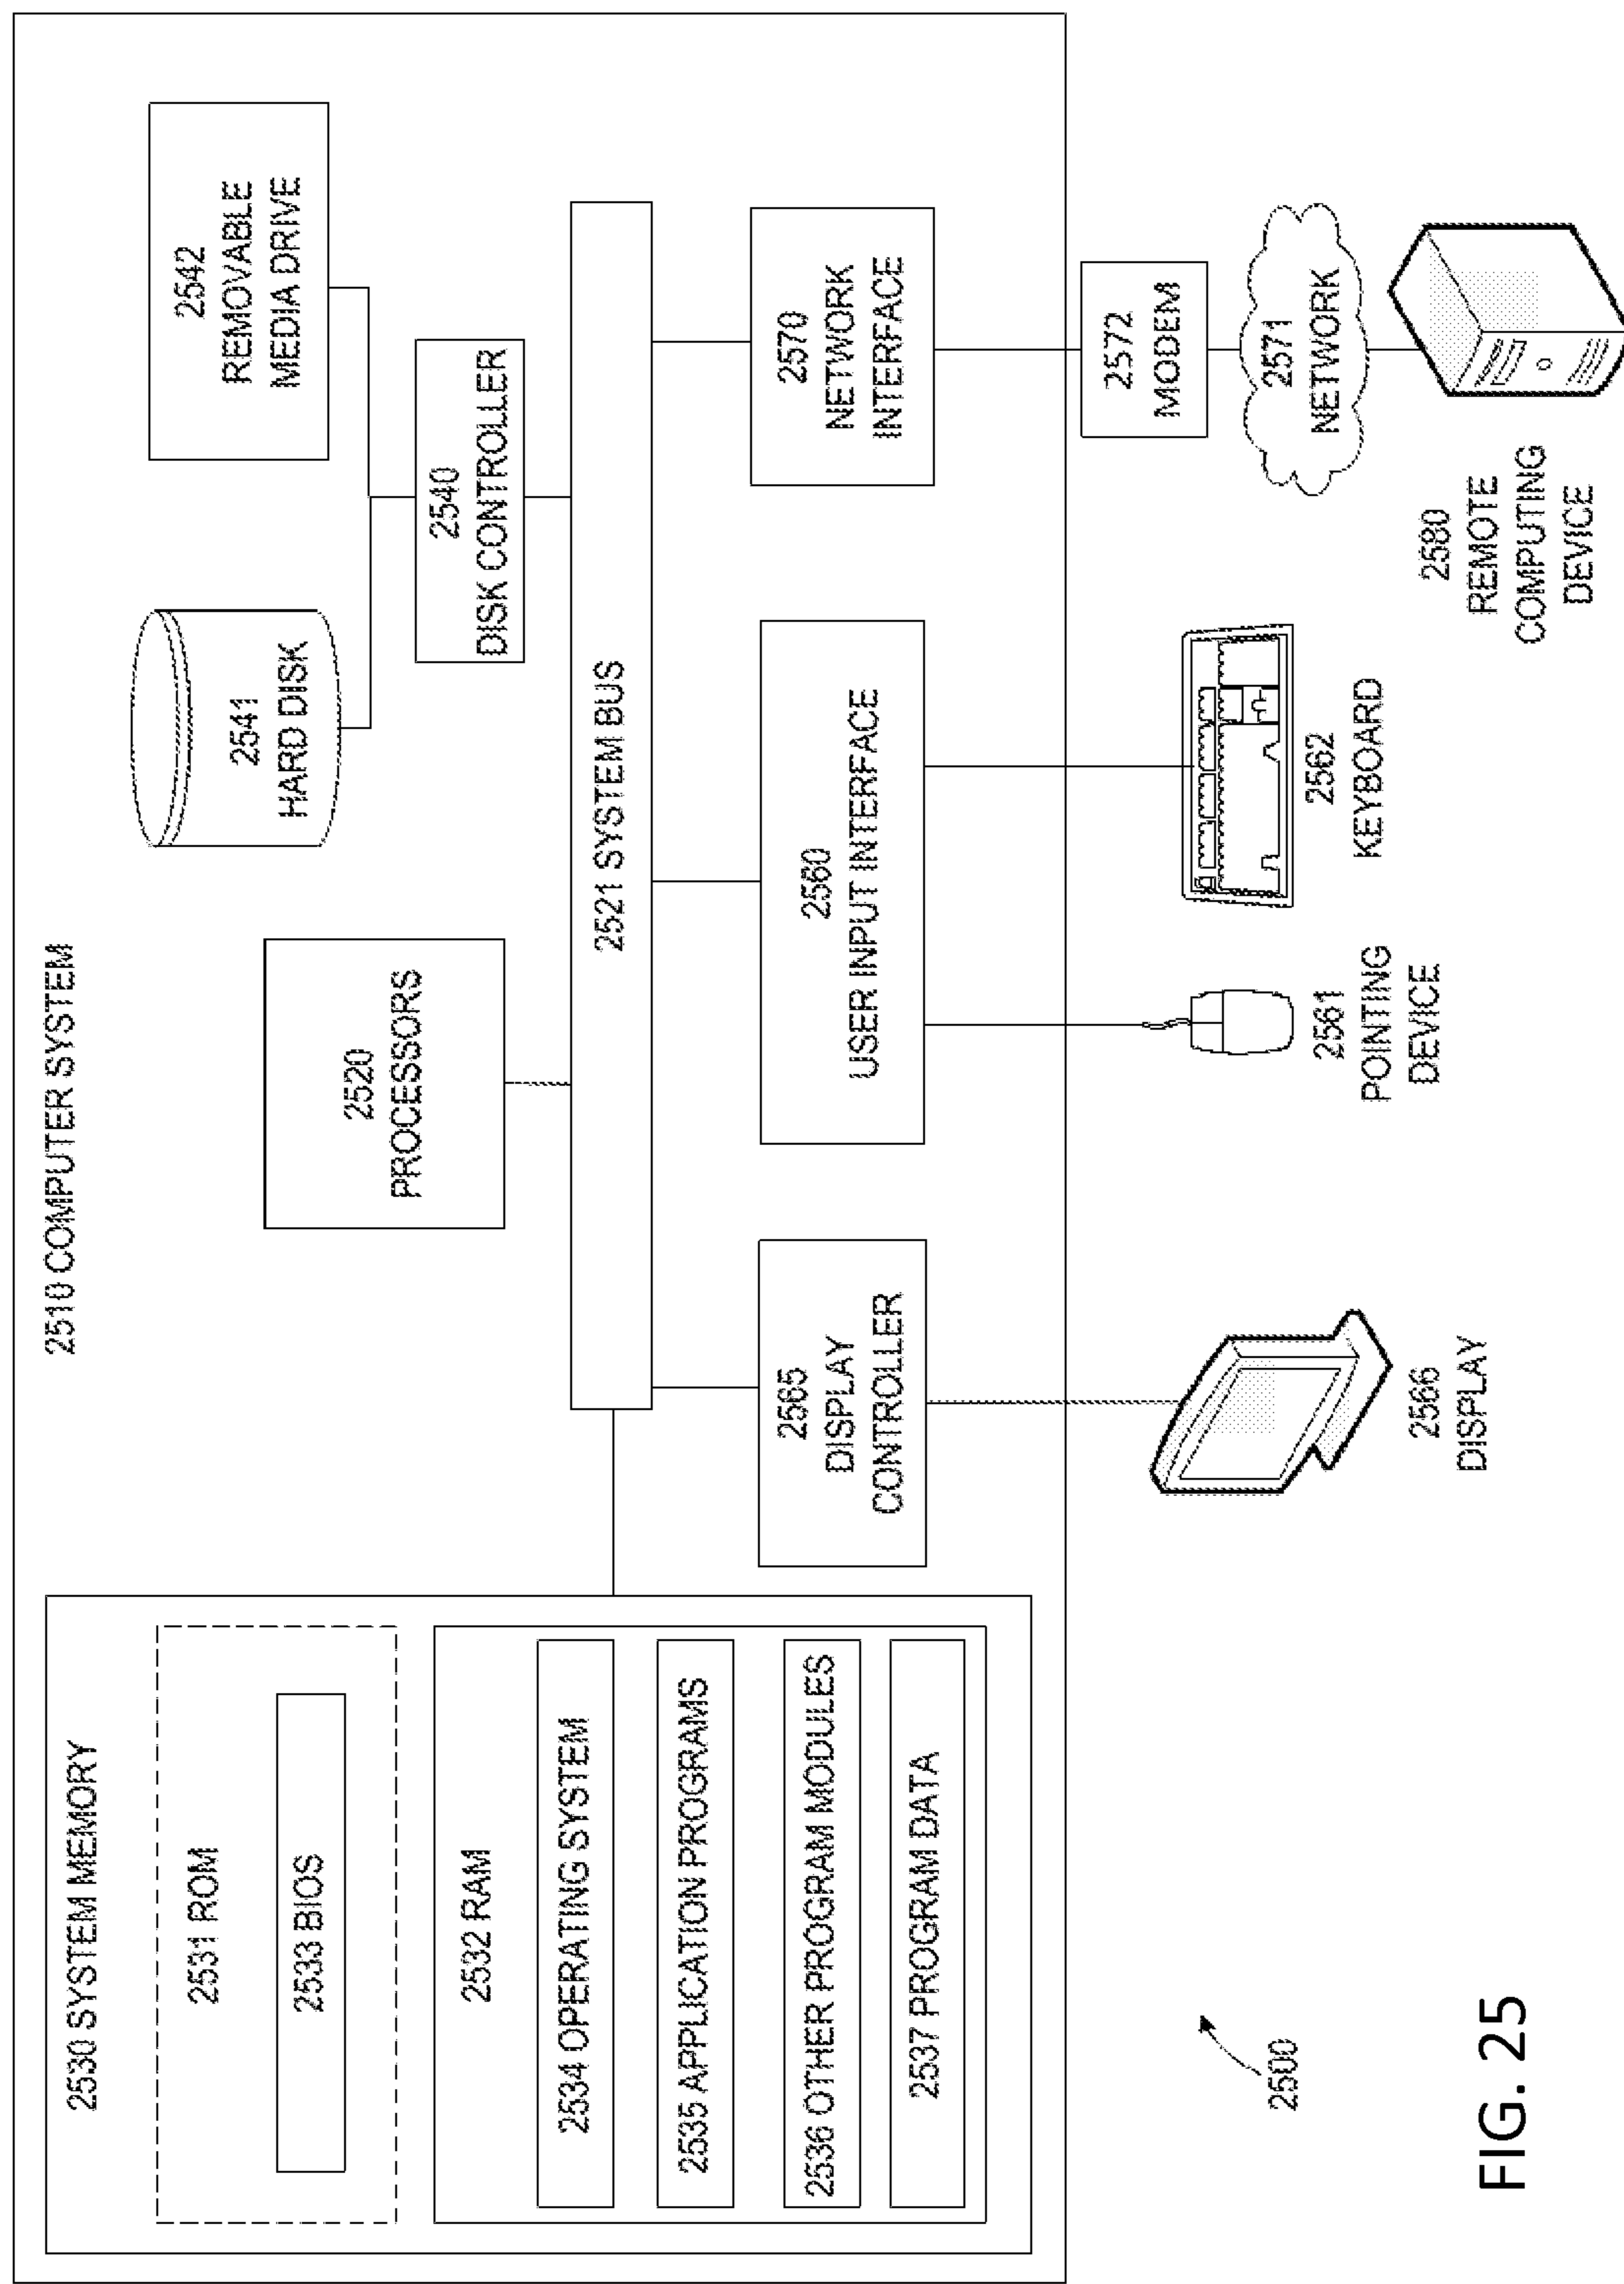 2510 COMPUTER SYSTEM
2530 SYSTEM MEMORY
2531 ROM
2533 BIOS
2532 RAM
2534 OPERATING SYSTEM
2535 APPLICATION PROGRAMS
2536 OTHER PROGRAM MODULES
2537 PROGRAM DATA
2520
PROCESSORS
2541
HARD DISK
2542
REMOVABLE
MEDIA DRIVE
2540
DISK CONTROLLER
2521 SYSTEM BUS
2565
DISPLAY
CONTROLLER
2560
USER INPUT INTERFACE
2570
NETWORK
INTERFACE
2572
MODEM
2571
NETWORK
2566
DISPLAY
2561
POINTING
DEVICE
2562
KEYBOARD
2580
REMOTE
COMPUTING
DEVICE
2500
FIG. 25